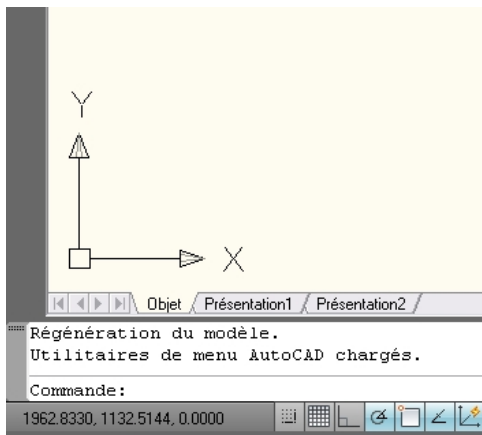 Y
X
Objet Présentation1 Présentation2
Régénération du modèle.
Utilitaires de menu AutoCAD chargés.
Commande:
1962.8330, 1132.5144, 0.0000